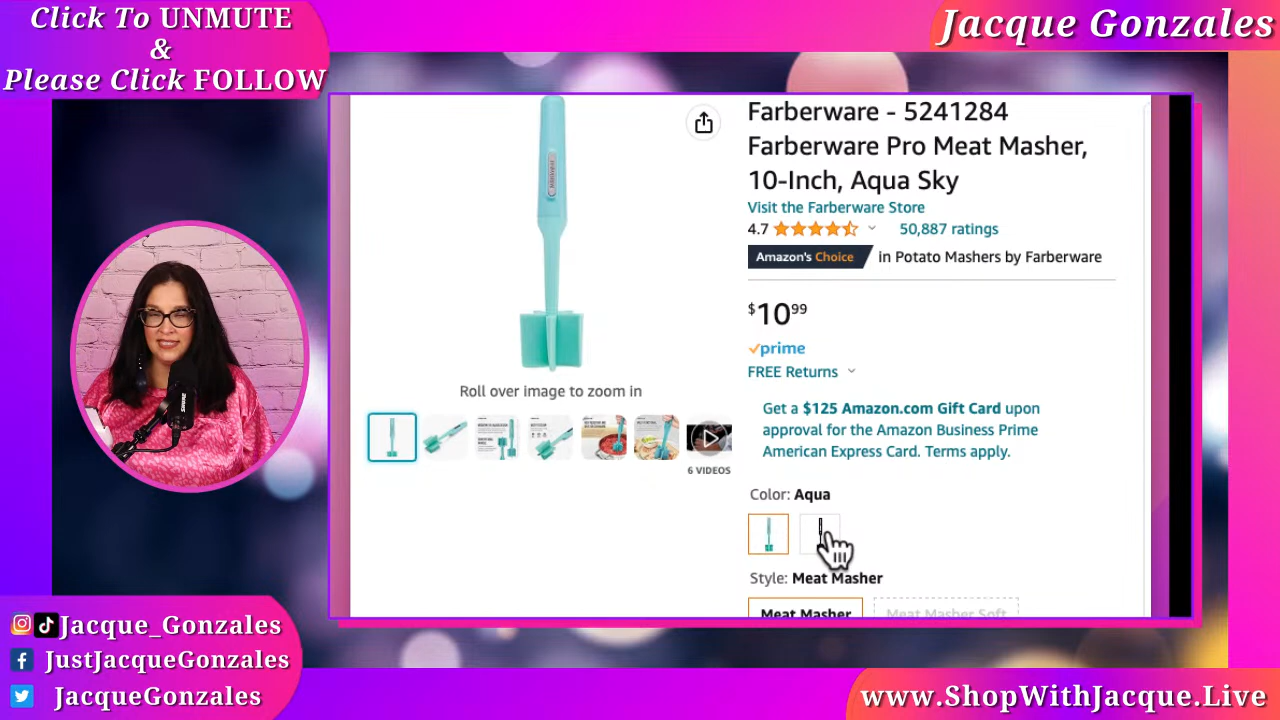 Click To UNMUTE
&
Please Click FOLLOW
Jacque Gonzales
Farberware - 5241284
Farberware Pro Meat Masher,
10-Inch, Aqua Sky
Visit the Farberware Store
4.7
50,887 ratings
Amazon's Choice in Potato Mashers by Farberware
$10 99
prime
FREE Returns
Roll over image to zoom in
Get a $125 Amazon.com Gift Card upon
approval for the Amazon Business Prime
American Express Card. Terms apply.
6 VIDEOS
Color: Aqua
Style: Meat Masher
Meat Masher
Meat Masher Soft
Jacque_Gonzales
JustJacqueGonzales
JacqueGonzales
www.ShopWithJacque.Live